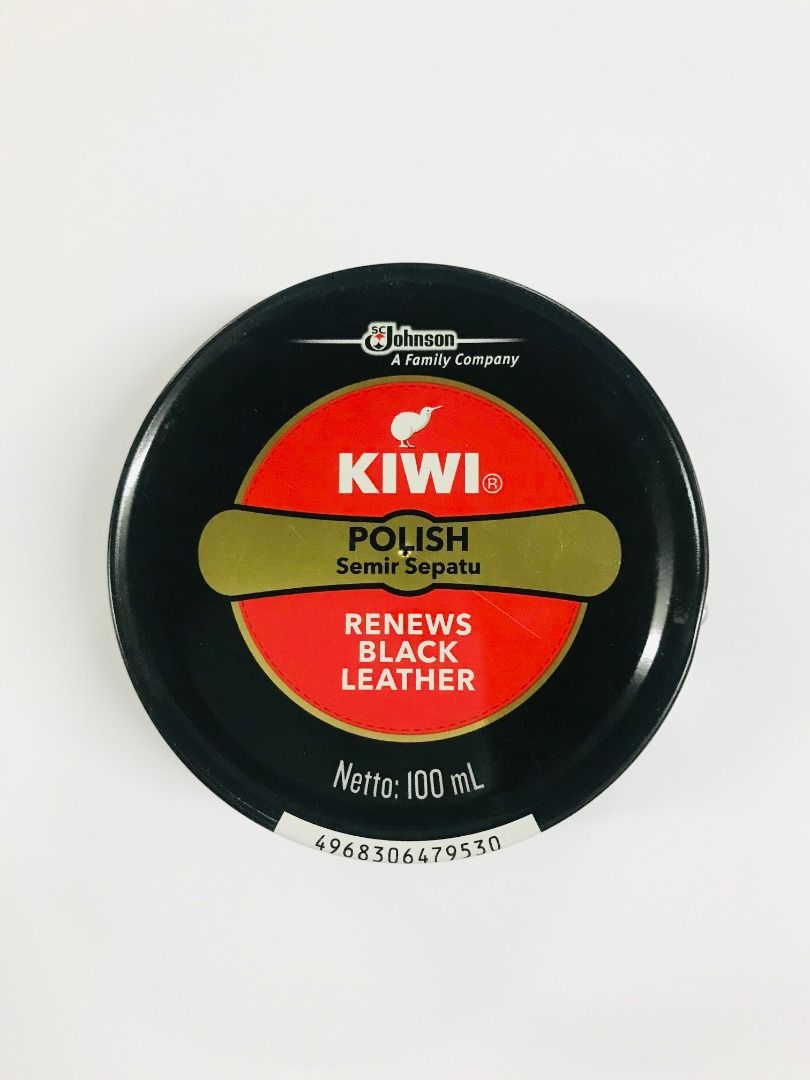 SC Johnson
A Family Company
KIWI®
POLISH
Semir Sepatu
RENEWS
BLACK
LEATHER
Netto: 100 mL
4968306479530